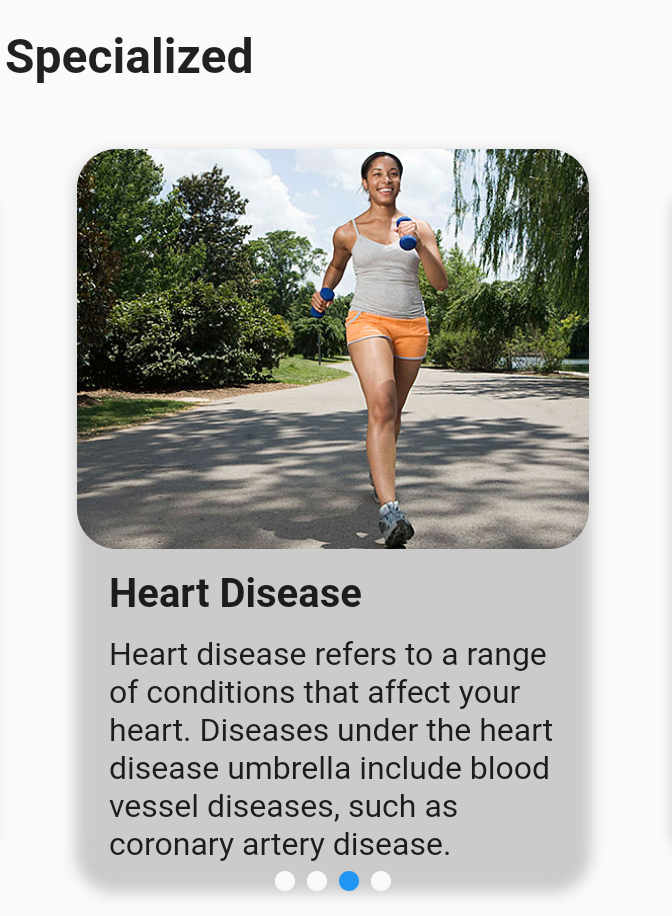 Specialized
Heart Disease
Heart disease refers to a range
of conditions that affect your
heart. Diseases under the heart
disease umbrella include blood
vessel diseases, such as
coronary artery disease.